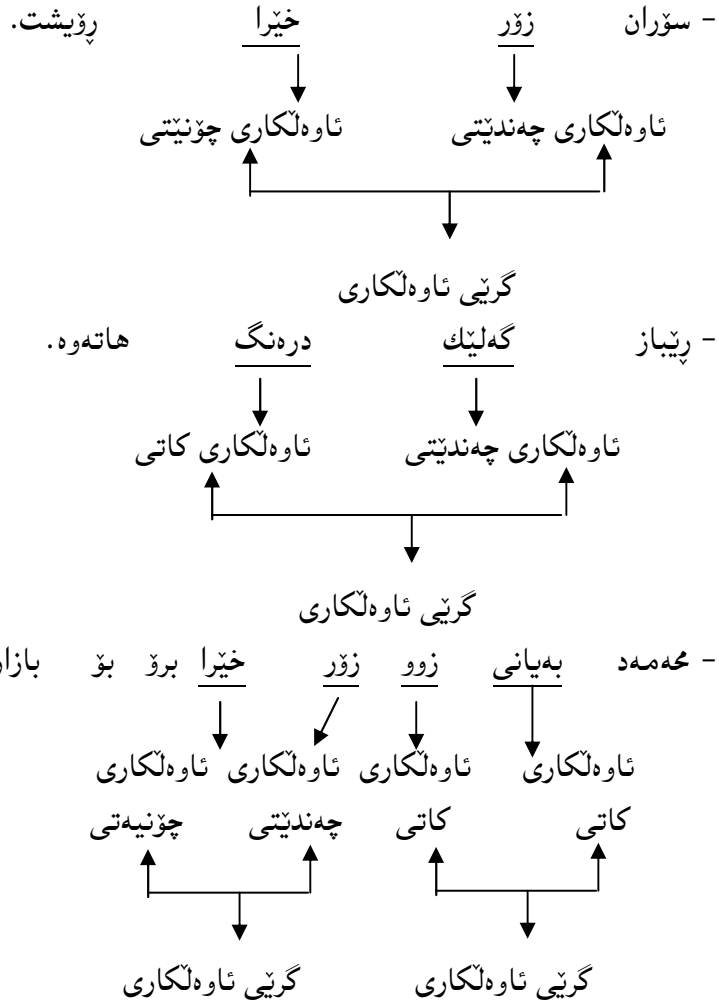 - سۆران زۆر خێرا ڕۆیشت.
ئاوەڵکاری چەندێتی ئاوەڵکاری چۆنێتی
گرێی ئاوەڵکاری
- ڕێباز گەلێك درەنگ هاتەوە.
ئاوەڵکاری چەندێتی ئاوەڵکاری کاتی
گرێی ئاوەڵکاری
- محەمەد بەیانی زوو زۆر خێرا برۆ بۆ بازا
ئاوەڵکاری ئاوەڵکاری ئاوەڵکاری ئاوەڵکاری
کاتی کاتی چەندێتی چۆنیەتی
گرێی ئاوەڵکاری گرێی ئاوەڵکاری